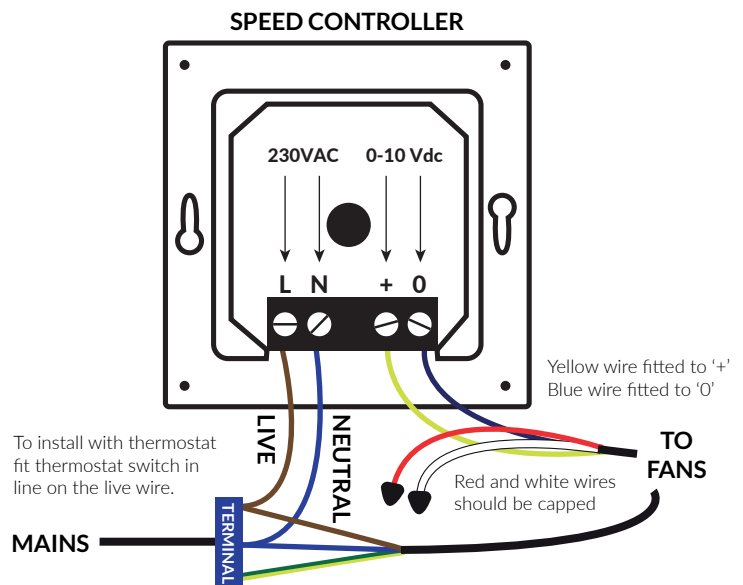 SPEED CONTROLLER
230VAC 0-10 Vdc
L N + 0
Yellow wire fitted to ‘+’
Blue wire fitted to ‘0’
LIVE
NEUTRAL
To install with thermostat
fit thermostat switch in
line on the live wire.
TO
FANS
Red and white wires
should be capped
TERMINAL
MAINS